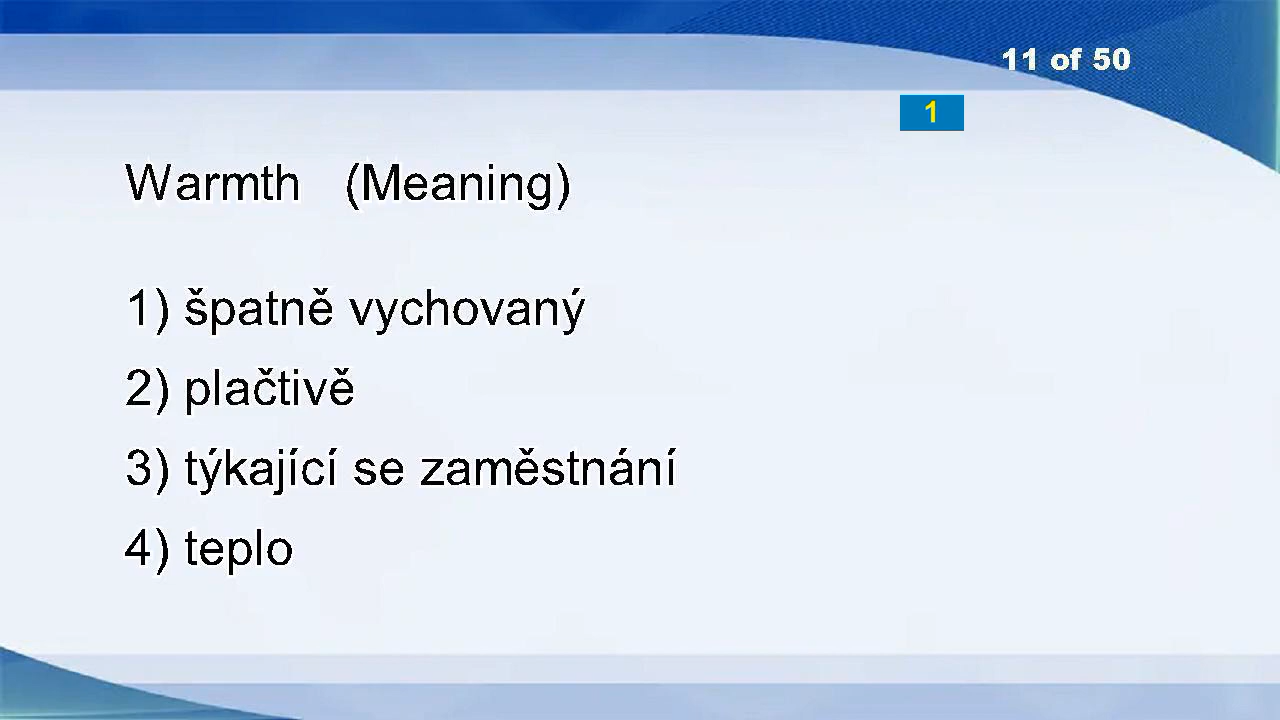 11 of 50
1
Warmth (Meaning)
1) špatně vychovaný
2) plačtivě
3) týkající se zaměstnání
4) teplo